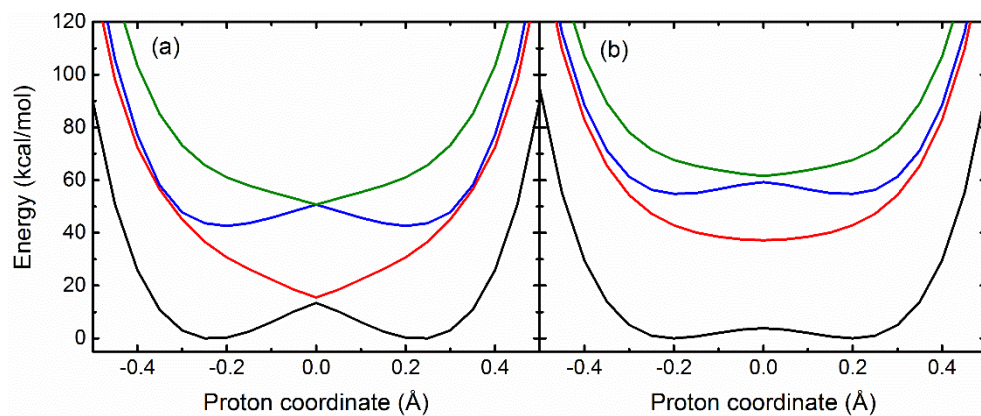 (a)
(b)
120
100
80
60
40
20
0
Energy (kcal/mol)
-0.4 -0.2 0.0 0.2 0.4
-0.4 -0.2 0.0 0.2 0.4
Proton coordinate (Å)
Proton coordinate (Å)